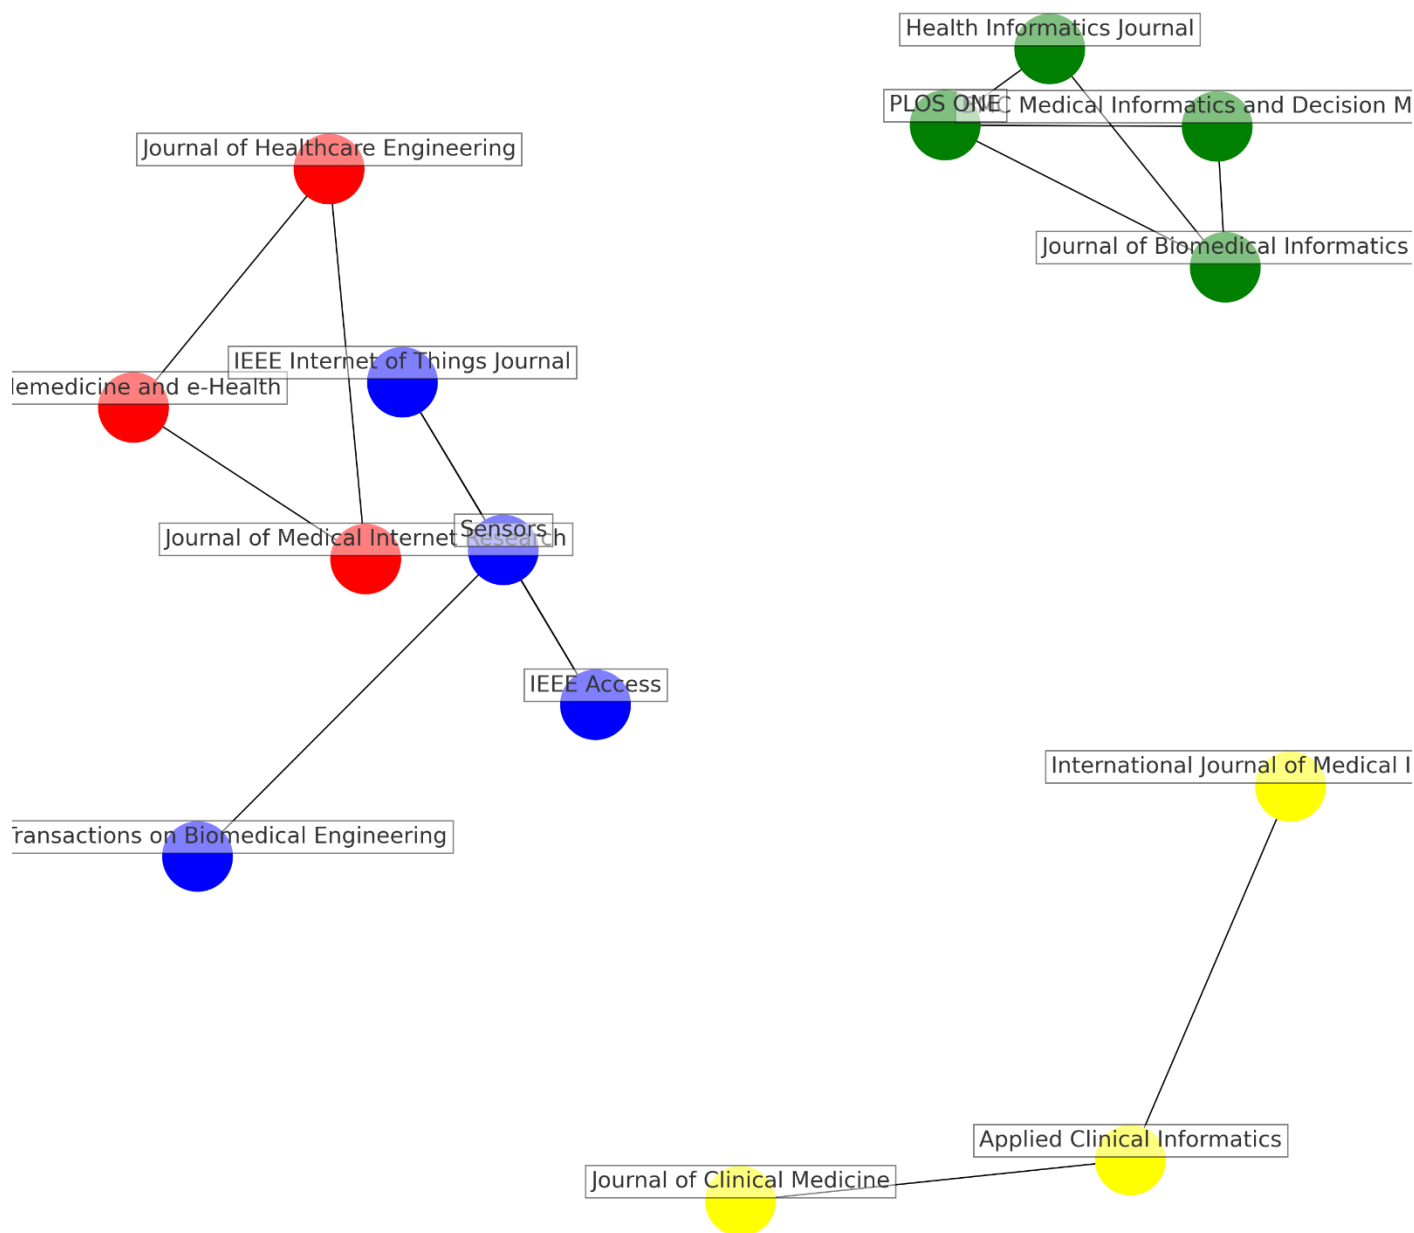 Health Informatics Journal
PLOS ONE
Medical Informatics and Decision M
Journal of Healthcare Engineering
Journal of Biomedical Informatics
IEEE Internet of Things Journal
lemedicine and e-Health
Sensors
Journal of Medical Internet Research
IEEE Access
International Journal of Medical I
Transactions on Biomedical Engineering
Applied Clinical Informatics
Journal of Clinical Medicine